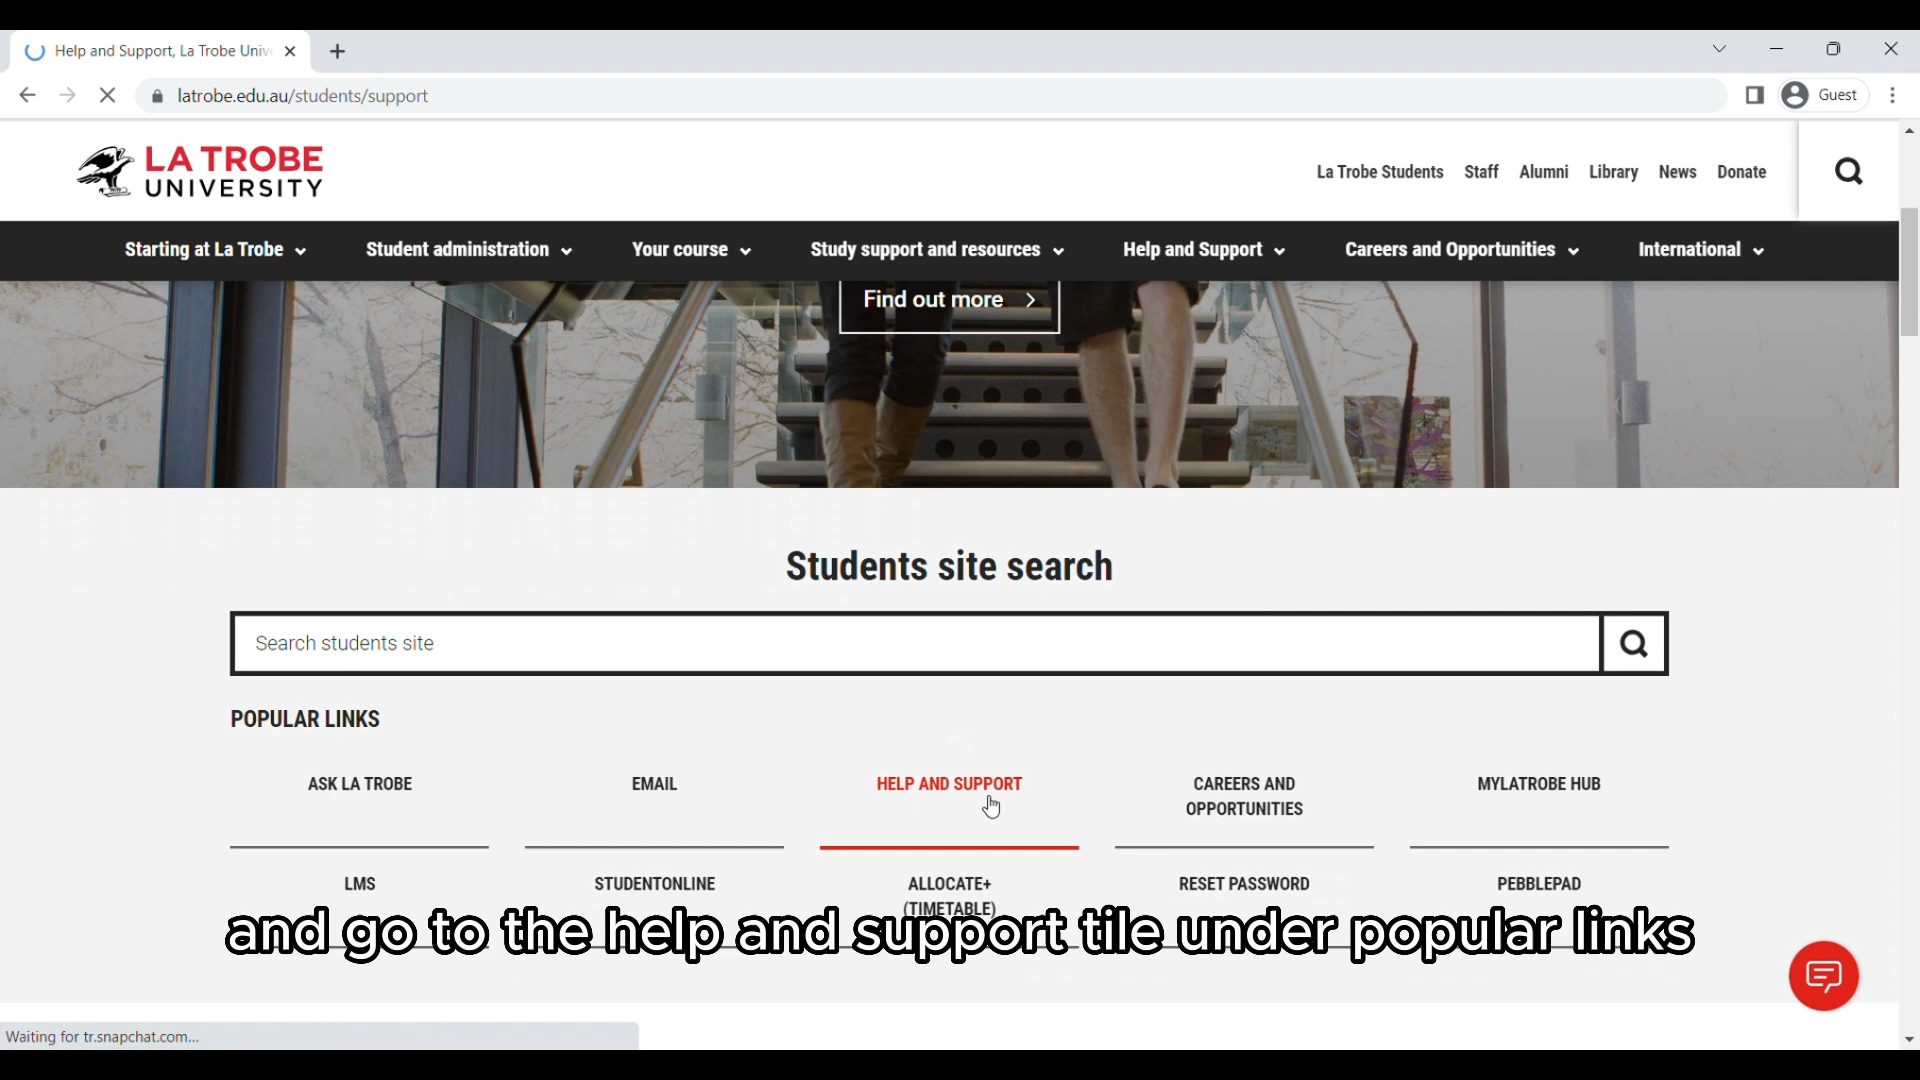 Help and Support, La Trobe Univ
latrobe.edu.au/students/support
Guest
LA TROBE
UNIVERSITY
La Trobe Students Staff Alumni Library News Donate
Starting at La Trobe Student administration Your course Study support and resources Help and Support Careers and Opportunities International
Find out more
Students site search
Search students site
POPULAR LINKS
ASK LA TROBE EMAIL HELP AND SUPPORT CAREERS AND MYLATROBE HUB
OPPORTUNITIES
LMS STUDENTONLINE ALLOCATE+ RESET PASSWORD PEBBLEPAD
(TIMETABLE)
and go to the help and support tile under popular links
Waiting for tr.snapchat.com...